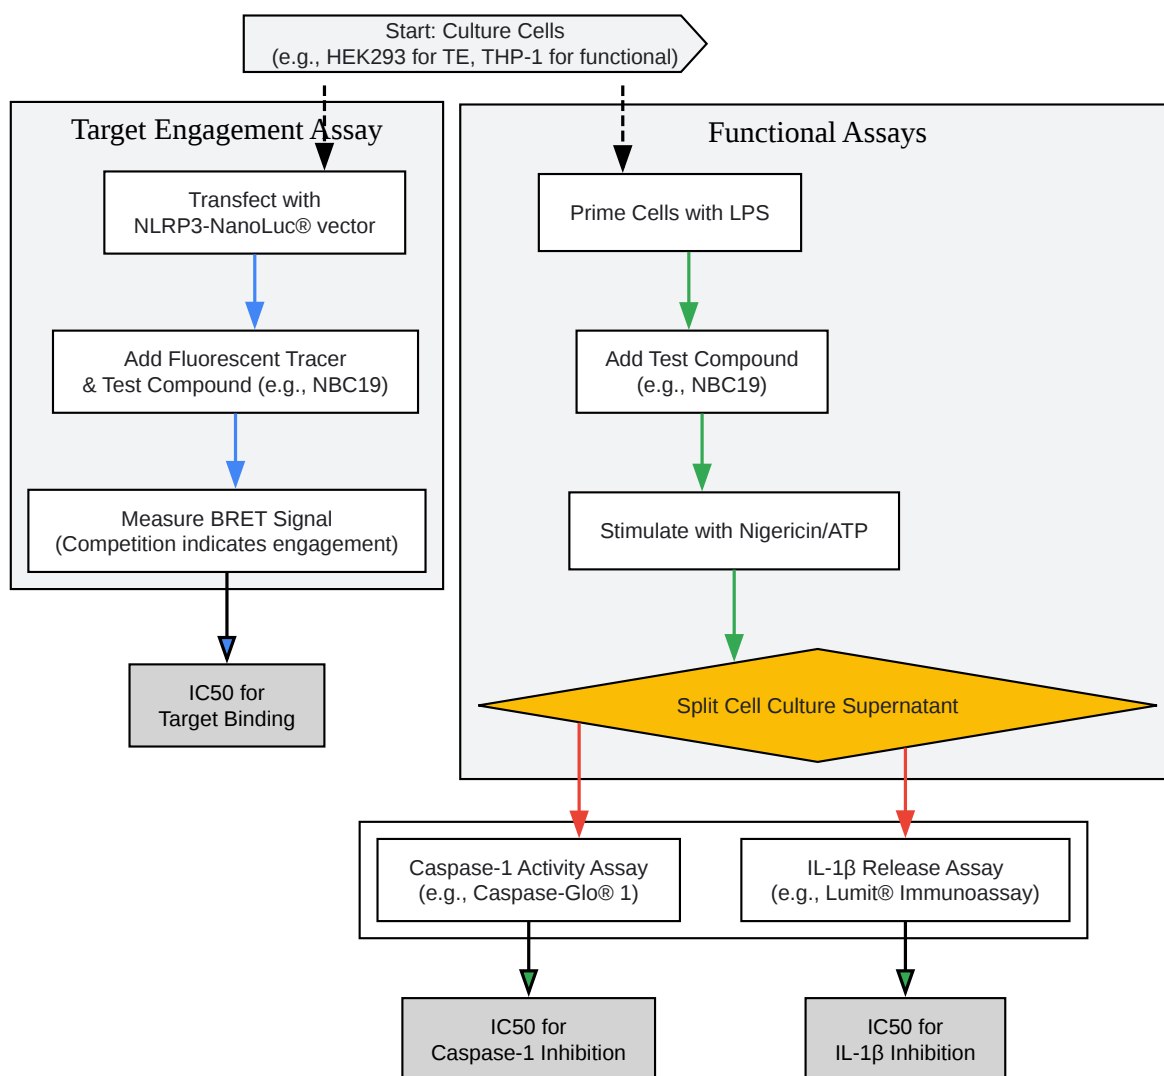 Start: Culture Cells
(e.g., HEK293 for TE, THP-1 for functional)
Target Engagement Assay
Transfect with
NLRP3-NanoLuc® vector
Add Fluorescent Tracer
& Test Compound (e.g., NBC19)
Measure BRET Signal
(Competition indicates engagement)
IC50 for
Target Binding
Functional Assays
Prime Cells with LPS
Add Test Compound
(e.g., NBC19)
Stimulate with Nigericin/ATP
Split Cell Culture Supernatant
Caspase-1 Activity Assay
(e.g., Caspase-Glo® 1)
IL-1β Release Assay
(e.g., Lumit® Immunoassay)
IC50 for
Caspase-1 Inhibition
IC50 for
IL-1β Inhibition